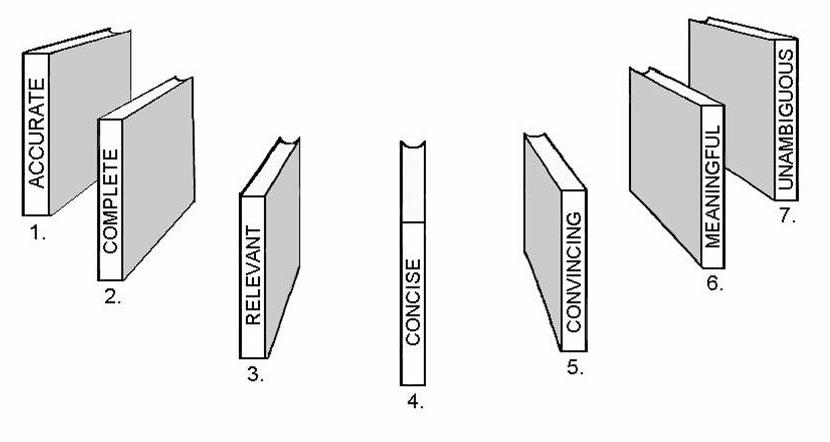 ACCURATE
1.
COMPLETE
2.
RELEVANT
3.
CONCISE
4.
CONVINCING
5.
MEANINGFUL
6.
UNAMBIGUOUS
7.